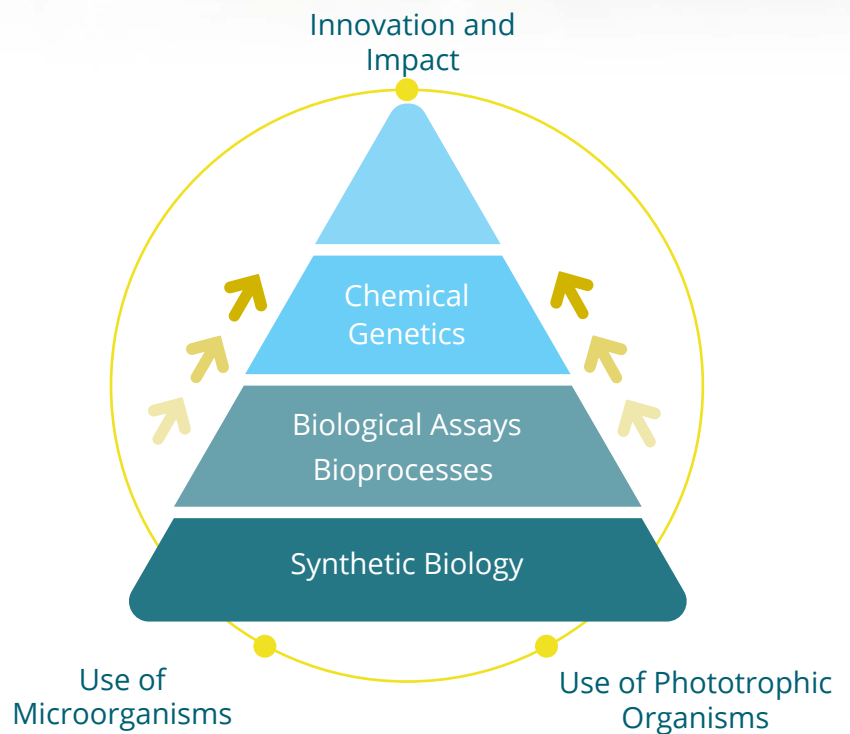 Innovation and
Impact
Chemical
Genetics
Biological Assays
Bioprocesses
Synthetic Biology
Use of
Microorganisms
Use of Phototrophic
Organisms